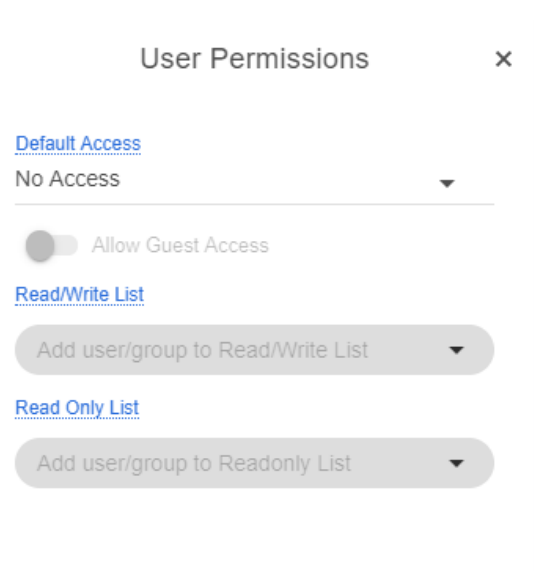 User Permissions
Default Access
No Access
Allow Guest Access
Read/Write List
Add user/group to Read/Write List
Read Only List
Add user/group to Readonly List